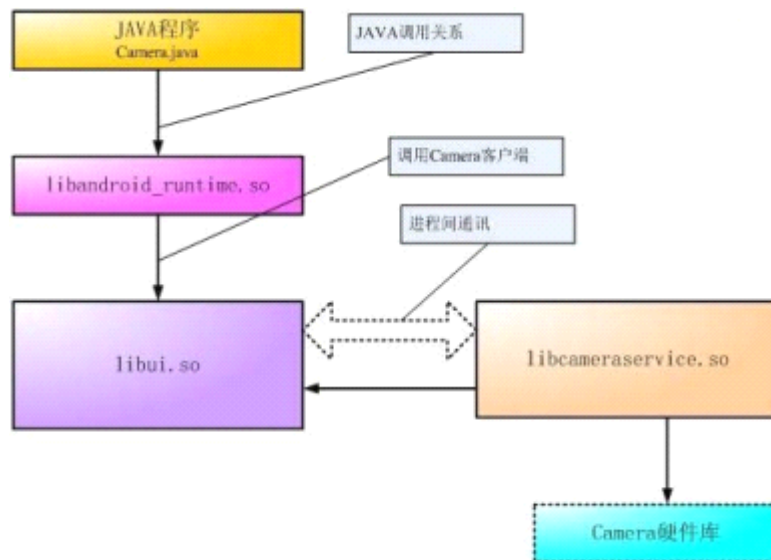 JAVA程序
Camera.java
JAVA调用关系
libandroid_runtime.so
调用Camera客户端
进程间通讯
libui.so
libcameraservice.so
Camera硬件库